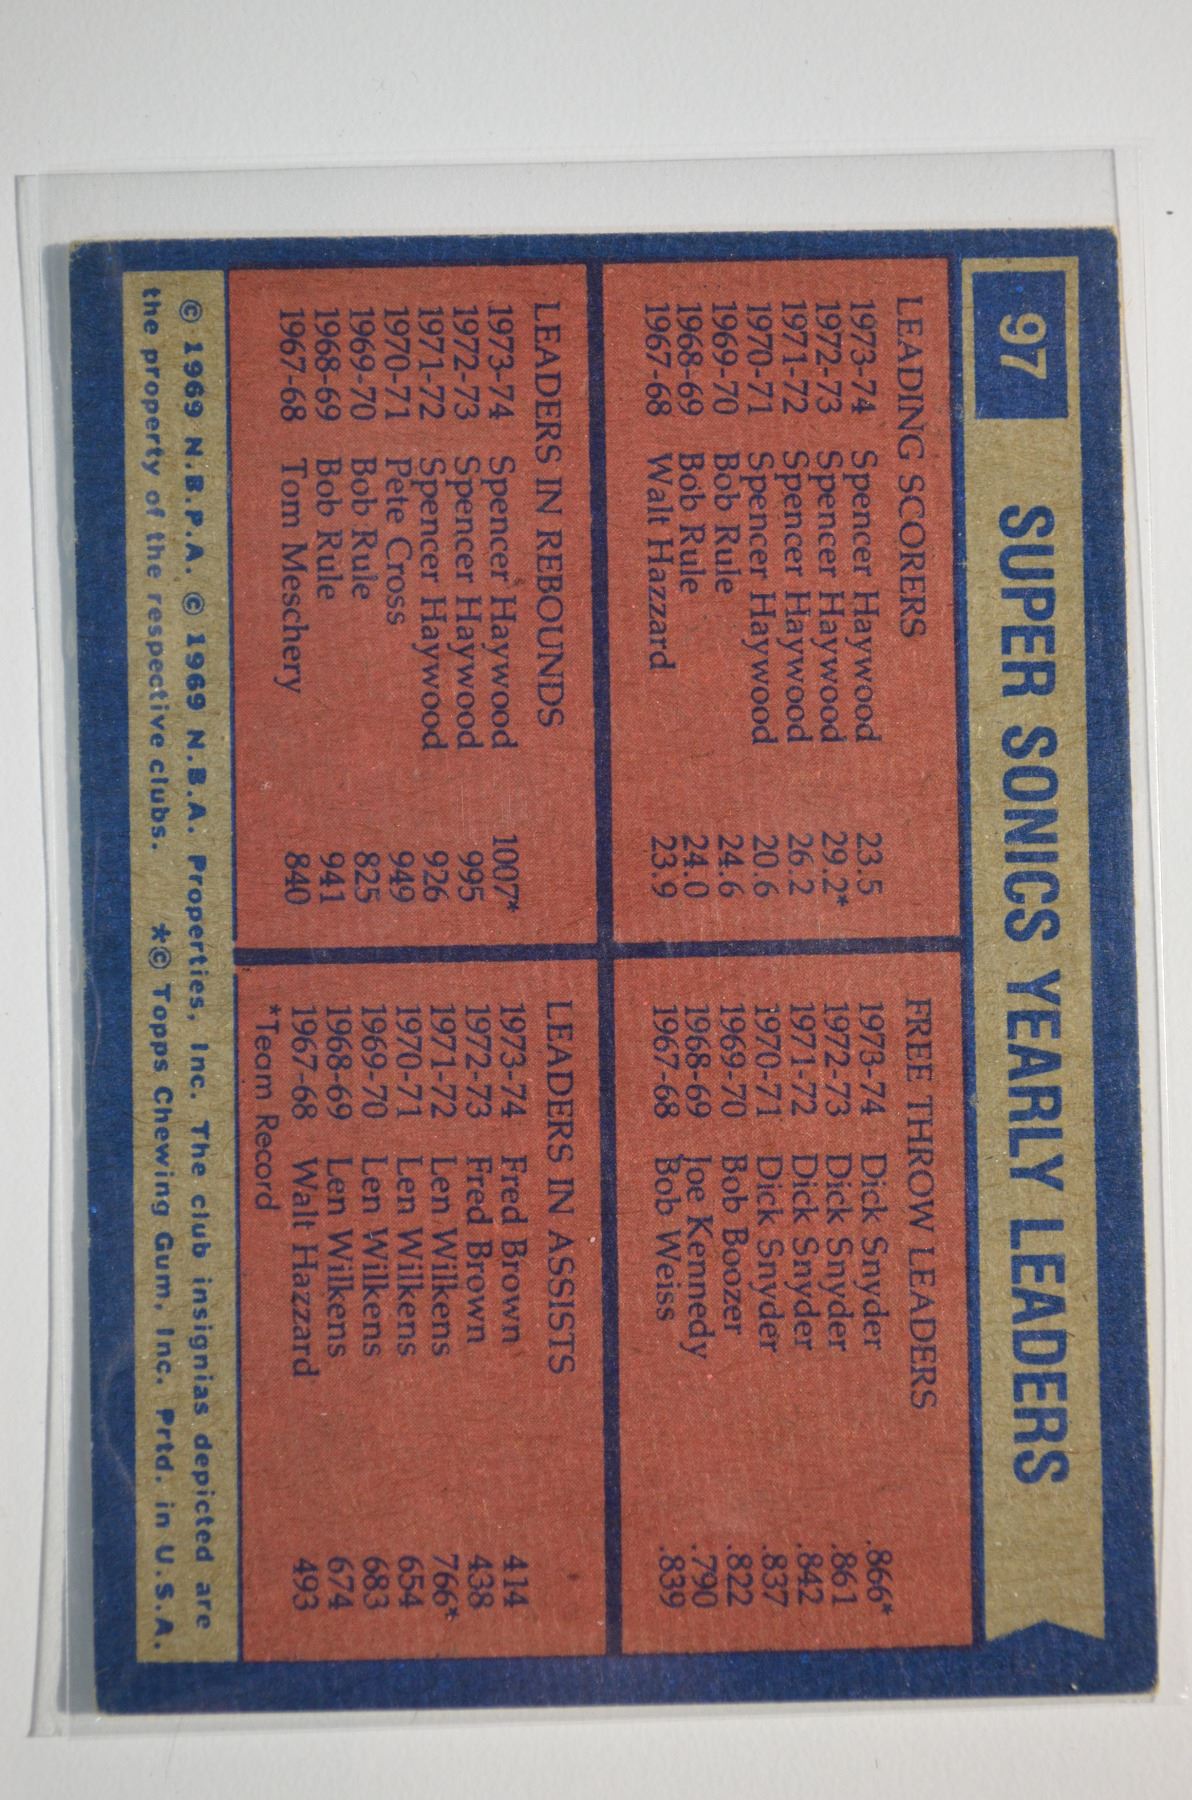 97 SUPER SONICS YEARLY LEADERS
LEADING SCORERS
1973-74 Spencer Haywood 23.5
1972-73 Spencer Haywood 29.2*
1971-72 Spencer Haywood 26.2
1970-71 Spencer Haywood 20.6
1969-70 Bob Rule 24.6
1968-69 Bob Rule 24.0
1967-68 Walt Hazzard 23.9
FREE THROW LEADERS
1973-74 Dick Snyder .866*
1972-73 Dick Snyder .861
1971-72 Dick Snyder .842
1970-71 Dick Snyder .837
1969-70 Bob Boozer .822
1968-69 Joe Kennedy .790
1967-68 Bob Weiss .839
LEADERS IN REBOUNDS
1973-74 Spencer Haywood 1007*
1972-73 Spencer Haywood 995
1971-72 Spencer Haywood 926
1970-71 Pete Cross 949
1969-70 Bob Rule 825
1968-69 Bob Rule 941
1967-68 Tom Meschery 840
LEADERS IN ASSISTS
1973-74 Fred Brown 414
1972-73 Fred Brown 438
1971-72 Len Wilkens 766*
1970-71 Len Wilkens 654
1969-70 Len Wilkens 683
1968-69 Len Wilkens 674
1967-68 Walt Hazzard 493
*Team Record
© 1969 N.B.P.A. © 1969 N.B.A. Properties, Inc. The club insignias depicted are
the property of the respective clubs. *© Topps Chewing Gum, Inc. Prtd. in U.S.A.